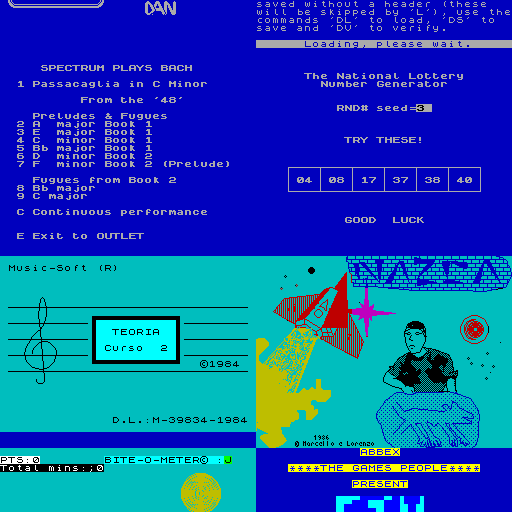 DAN
SPECTRUM PLAYS BACH
1 Passacaglia in C Minor
From the '48'
Preludes & Fugues
2 A  major Book 1
3 E  major Book 1
4 C  minor Book 1
5 Bb major Book 1
6 D  minor Book 2
7 F  minor Book 2 (Prelude)
Fugues from Book 2
8 Bb major
9 C major
C Continuous performance
E Exit to OUTLET
saved without a header (these
will be skipped by 'L'), use the
commands 'DL' to load, 'DS' to
save and 'DV' to verify.
Loading, please wait.
The National Lottery
Number Generator
RND# seed=3
TRY THESE!
04 08 17 37 38 40
GOOD LUCK
Music-Soft (R)
TEORIA
Curso 2
©1984
D.L.:M-39834-1984
NAZCA
1986
© Marcello e Lorenzo
PTS:0 BITE-O-METER© :J
Total mins:;0
ABBEX
****THE GAMES PEOPLE****
PRESENT